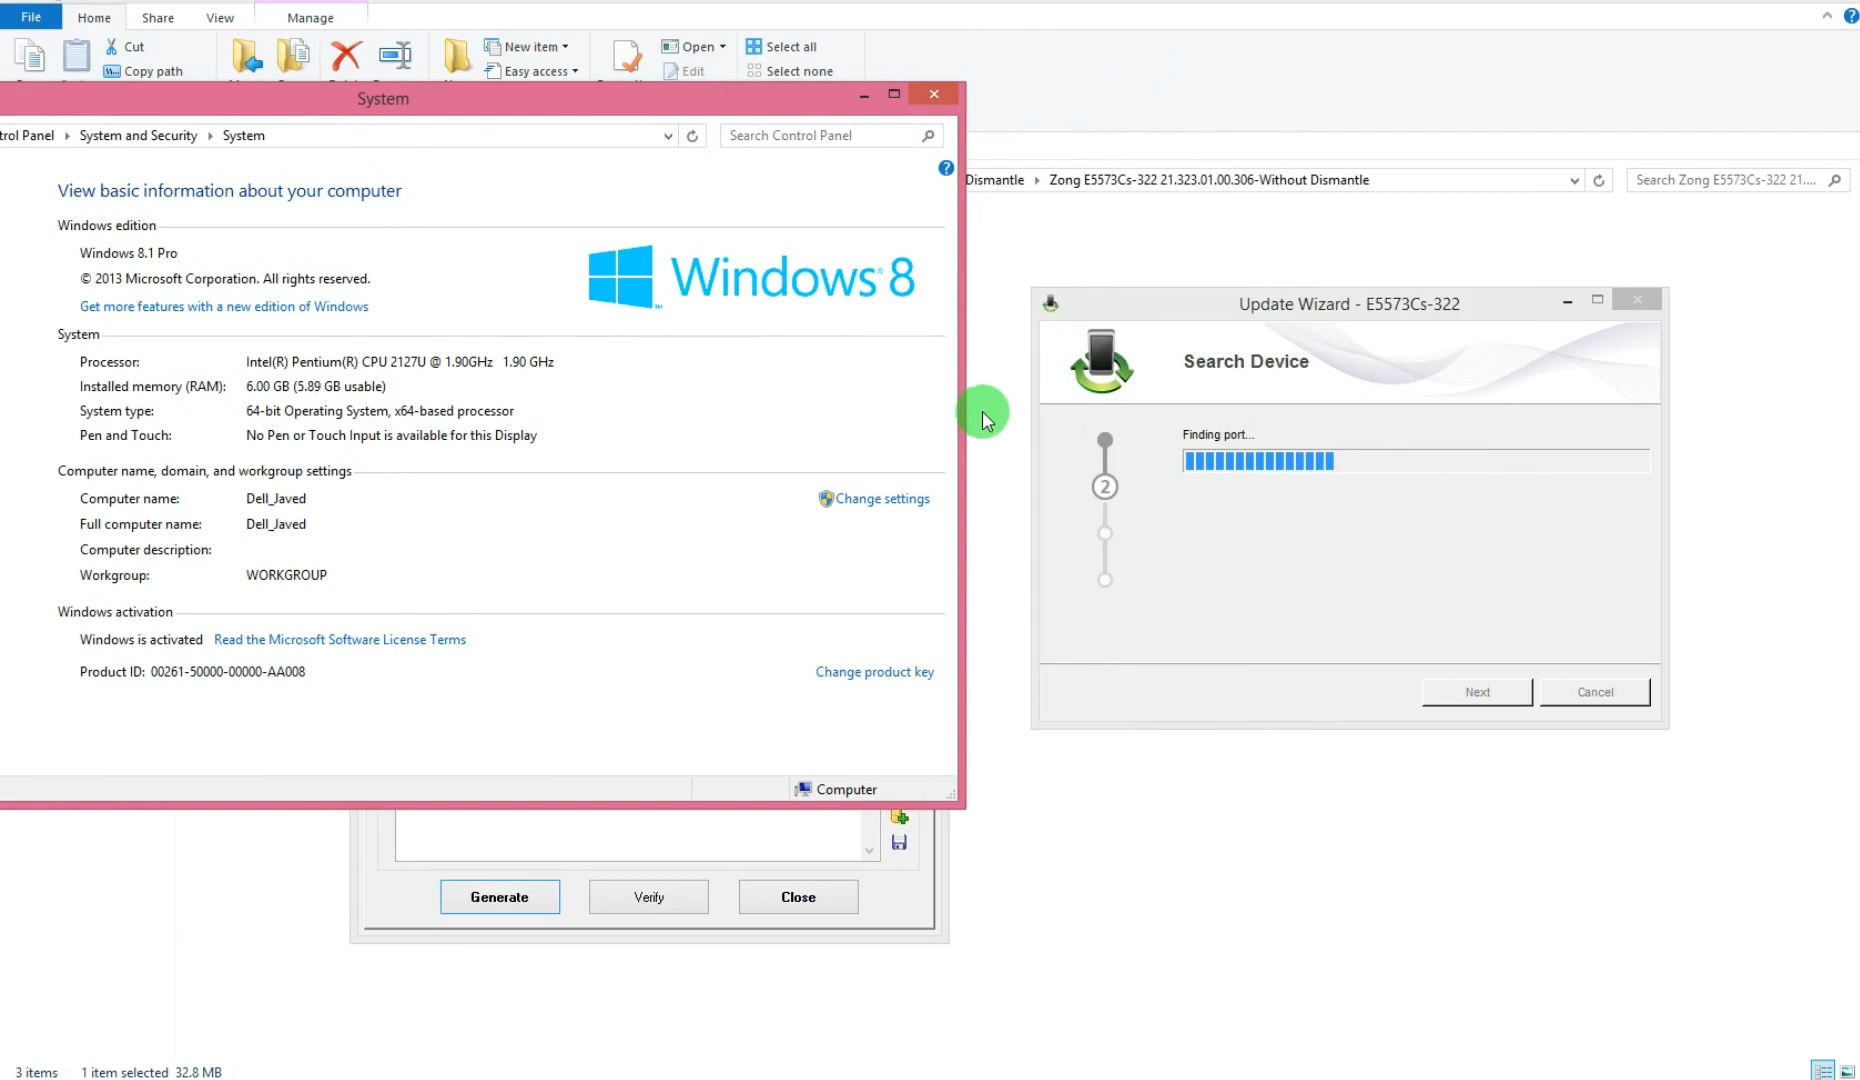 File Home Share View Manage
Cut New item Open Select all
Copy path Easy access Edit Select none
System
trol Panel System and Security System Search Control Panel
Dismantle Zong E5573Cs-322 21.323.01.00.306-Without Dismantle Search Zong E5573Cs-322 21....
View basic information about your computer
Windows edition
Windows 8.1 Pro
© 2013 Microsoft Corporation. All rights reserved.
Get more features with a new edition of Windows
Windows 8
System
Processor: Intel(R) Pentium(R) CPU 2127U @ 1.90GHz 1.90 GHz
Installed memory (RAM): 6.00 GB (5.89 GB usable)
System type: 64-bit Operating System, x64-based processor
Pen and Touch: No Pen or Touch Input is available for this Display
Computer name, domain, and workgroup settings
Computer name: Dell_Javed
Change settings
Full computer name: Dell_Javed
Computer description:
Workgroup: WORKGROUP
Windows activation
Windows is activated Read the Microsoft Software License Terms
Product ID: 00261-50000-00000-AA008
Change product key
Computer
Update Wizard - E5573Cs-322
Search Device
Finding port...
2
Next Cancel
Generate Verify Close
3 items 1 item selected 32.8 MB